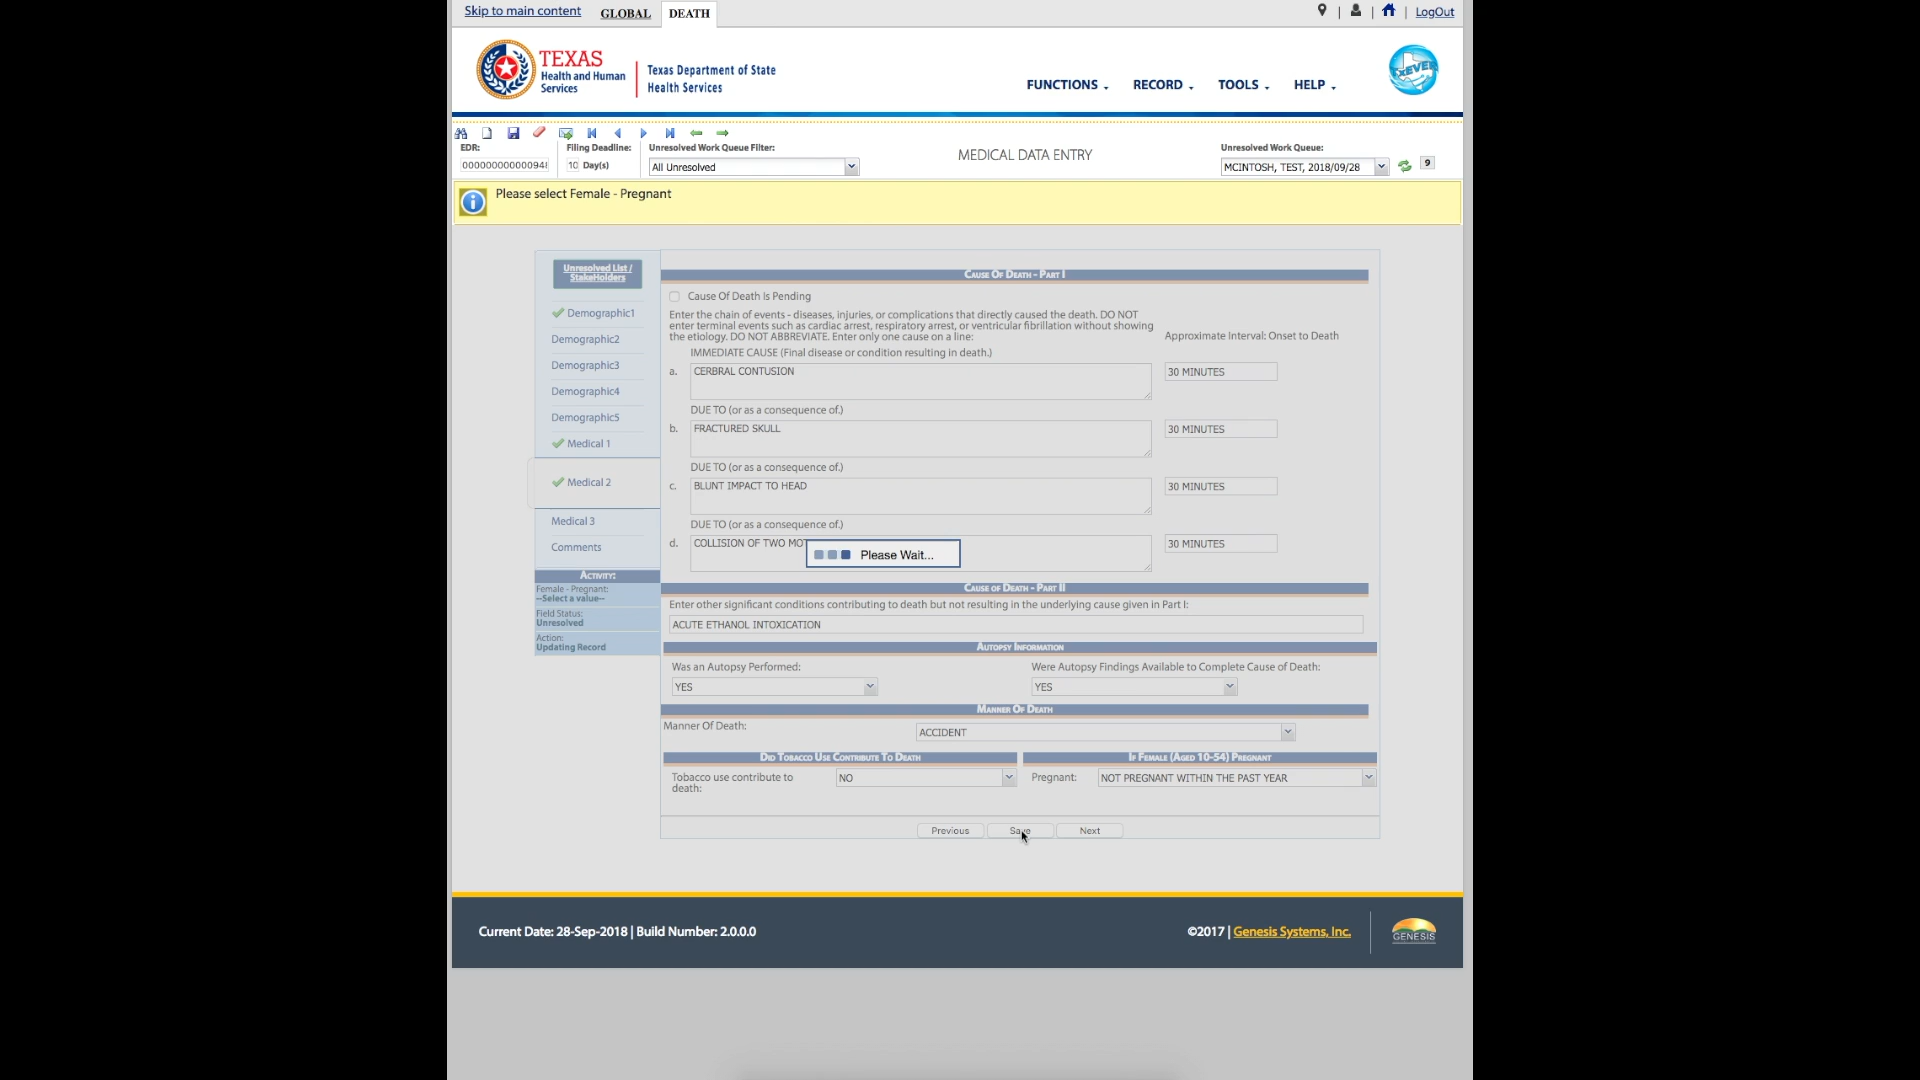 Skip to main content GLOBAL DEATH | | | LogOut
TEXAS
Health and Human
Services
Texas Department of State
Health Services
FUNCTIONS RECORD TOOLS HELP
TxEVER
EDR: Filing Deadline: Unresolved Work Queue Filter: MEDICAL DATA ENTRY Unresolved Work Queue:
10 Day(s) All Unresolved MCINTOSH, TEST, 2018/09/28 9
Please select Female - Pregnant
Unresolved List /
StakeHolders
Demographic1
Demographic2
Demographic3
Demographic4
Demographic5
Medical 1
Medical 2
Medical 3
Comments
Activity:
Female - Pregnant:
--Select a value--
Field Status:
Unresolved
Action:
Updating Record
Cause Of Death - Part I
Cause Of Death Is Pending
Enter the chain of events - diseases, injuries, or complications that directly caused the death. DO NOT
enter terminal events such as cardiac arrest, respiratory arrest, or ventricular fibrillation without showing
the etiology. DO NOT ABBREVIATE. Enter only one cause on a line:
Approximate Interval: Onset to Death
IMMEDIATE CAUSE (Final disease or condition resulting in death.)
a. CERBRAL CONTUSION 30 MINUTES
DUE TO (or as a consequence of.)
b. FRACTURED SKULL 30 MINUTES
DUE TO (or as a consequence of.)
c. BLUNT IMPACT TO HEAD 30 MINUTES
DUE TO (or as a consequence of.)
d. COLLISION OF TWO MOT 30 MINUTES
Please Wait...
Cause of Death - Part II
Enter other significant conditions contributing to death but not resulting in the underlying cause given in Part I:
ACUTE ETHANOL INTOXICATION
Autopsy Information
Was an Autopsy Performed: Were Autopsy Findings Available to Complete Cause of Death:
YES YES
Manner Of Death
Manner Of Death: ACCIDENT
Did Tobacco Use Contribute To Death If Female (Aged 10-54) Pregnant
Tobacco use contribute to
death:
NO Pregnant: NOT PREGNANT WITHIN THE PAST YEAR
Previous Save Next
Current Date: 28-Sep-2018 | Build Number: 2.0.0.0 ©2017 | Genesis Systems, Inc.
GENESIS